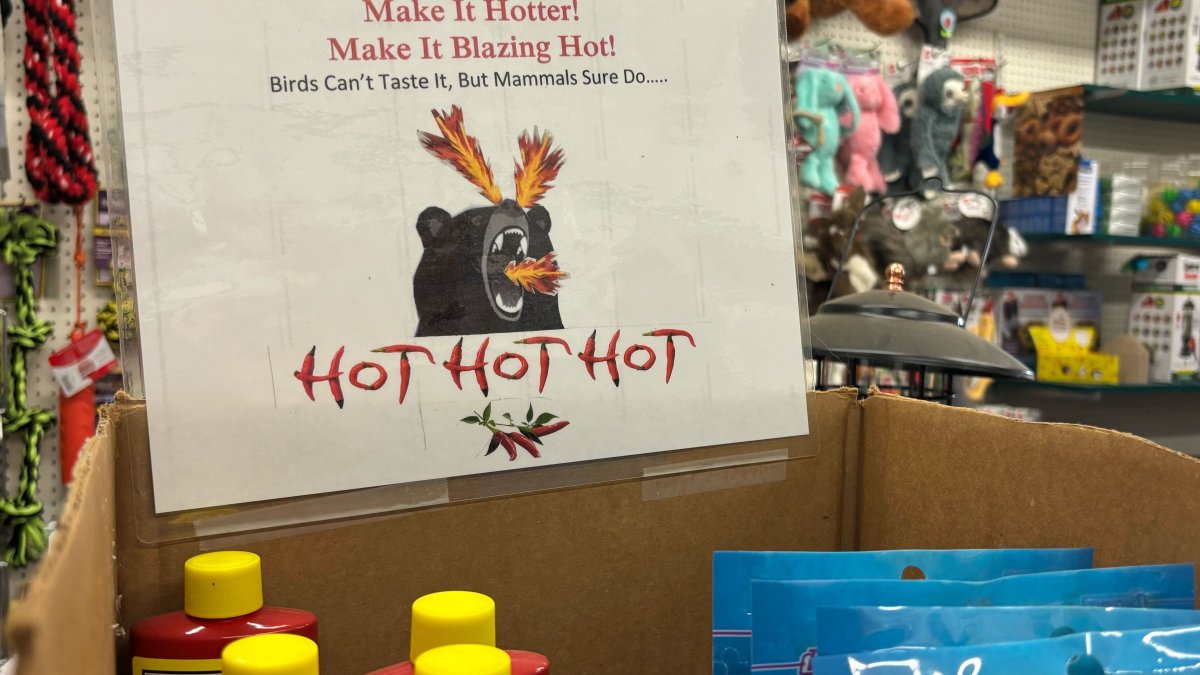 Make It Hotter!
Make It Blazing Hot!
Birds Can't Taste It, But Mammals Sure Do.....
HOT HOT HOT